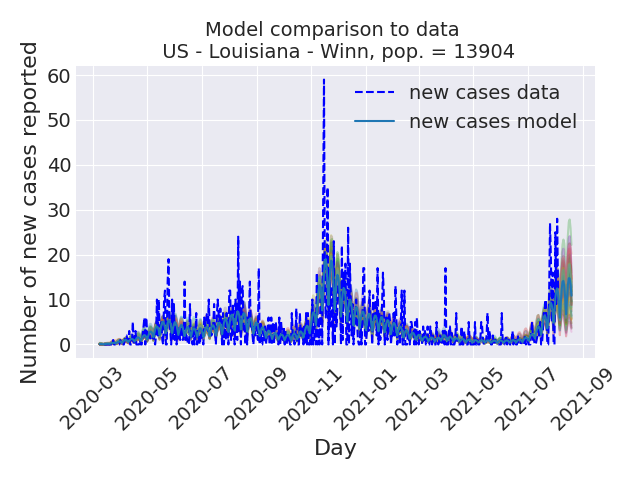 Model comparison to data
US - Louisiana - Winn, pop. = 13904
new cases data
new cases model
Number of new cases reported
60
50
40
30
20
10
0
2020-03
2020-05
2020-07
2020-09
2020-11
2021-01
2021-03
2021-05
2021-07
2021-09
Day